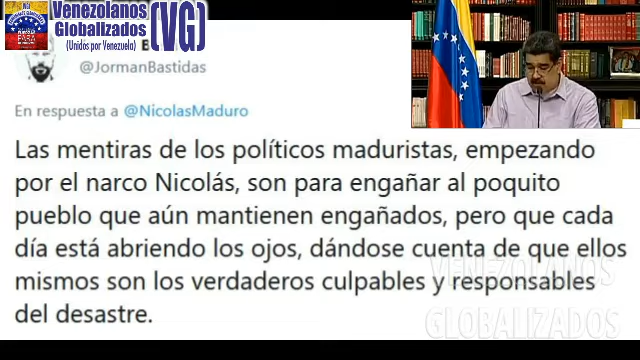 Venezolanos
Globalizados
(Unidos por Venezuela)
(VG)
@JormanBastidas
En respuesta a @NicolasMaduro
Las mentiras de los políticos maduristas, empezando
por el narco Nicolás, son para engañar al poquito
pueblo que aún mantienen engañados, pero que cada
día está abriendo los ojos, dándose cuenta de que ellos
mismos son los verdaderos culpables y responsables
del desastre.
VENEZOLANOS
GLOBALIZADOS